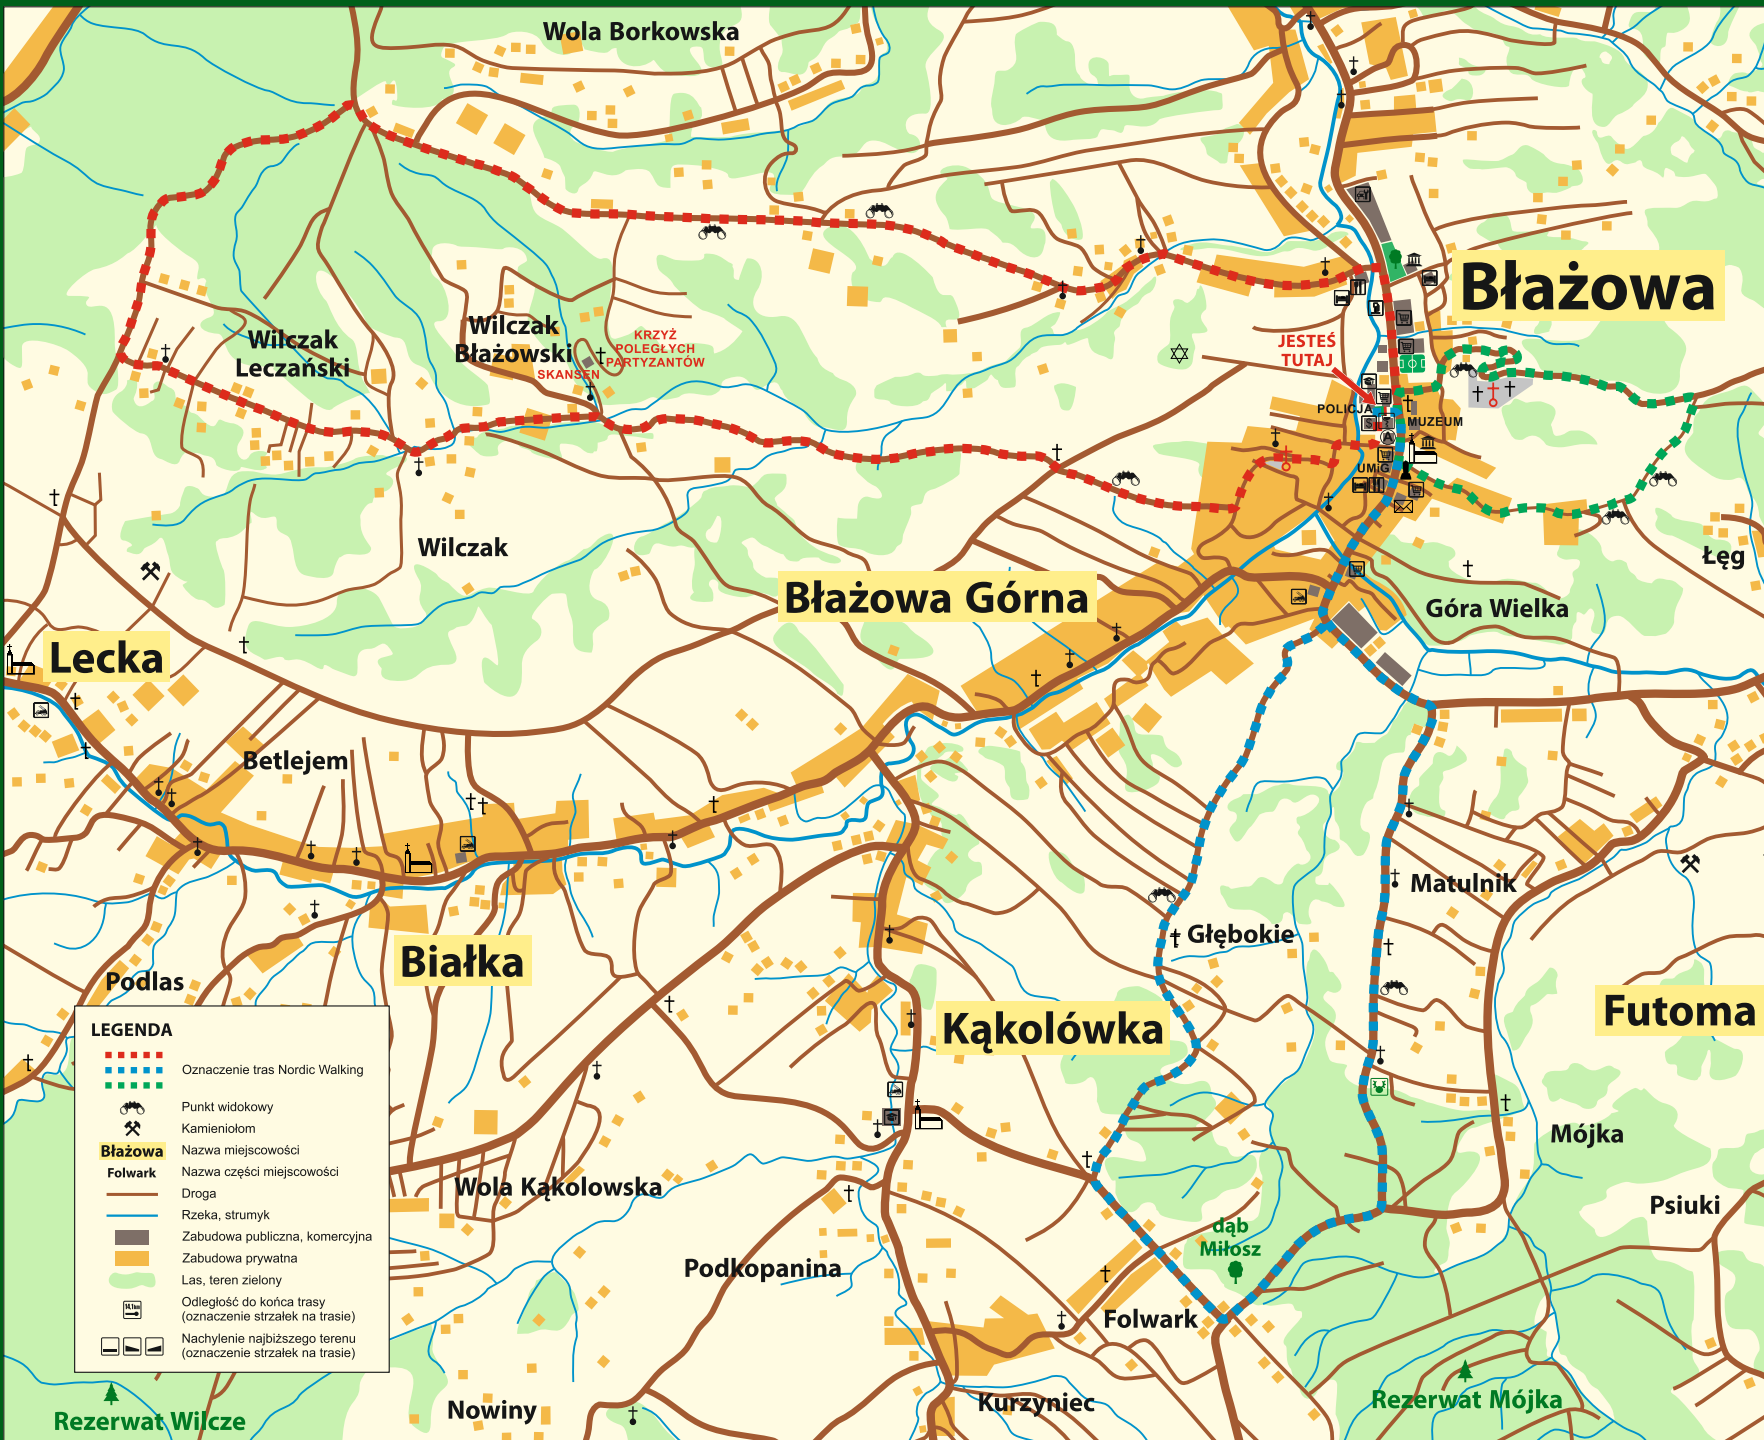 Wola Borkowska
Błażowa
Wilczak
Leczański
Wilczak
Błażowski
KRZYŻ
POLEGŁYCH
PARTYZANTÓW
SKANSEN
JESTEŚ
TUTAJ
POLICJA
MUZEUM
UMiG
Wilczak
Łęg
Błażowa Górna
Góra Wielka
Lecka
Betlejem
Matulnik
Głębokie
Białka
Podlas
Kąkolówka
Futoma
LEGENDA
Oznaczenie tras Nordic Walking
Punkt widokowy
Kamieniołom
Błażowa
Nazwa miejscowości
Folwark
Nazwa części miejscowości
Droga
Rzeka, strumyk
Zabudowa publiczna, komercyjna
Zabudowa prywatna
Las, teren zielony
14,1km
Odległość do końca trasy
(oznaczenie strzałek na trasie)
Nachylenie najbiższego terenu
(oznaczenie strzałek na trasie)
Mójka
Wola Kąkolowska
Psiuki
dąb
Miłosz
Podkopanina
Folwark
Rezerwat Mójka
Kurzyniec
Nowiny
Rezerwat Wilcze